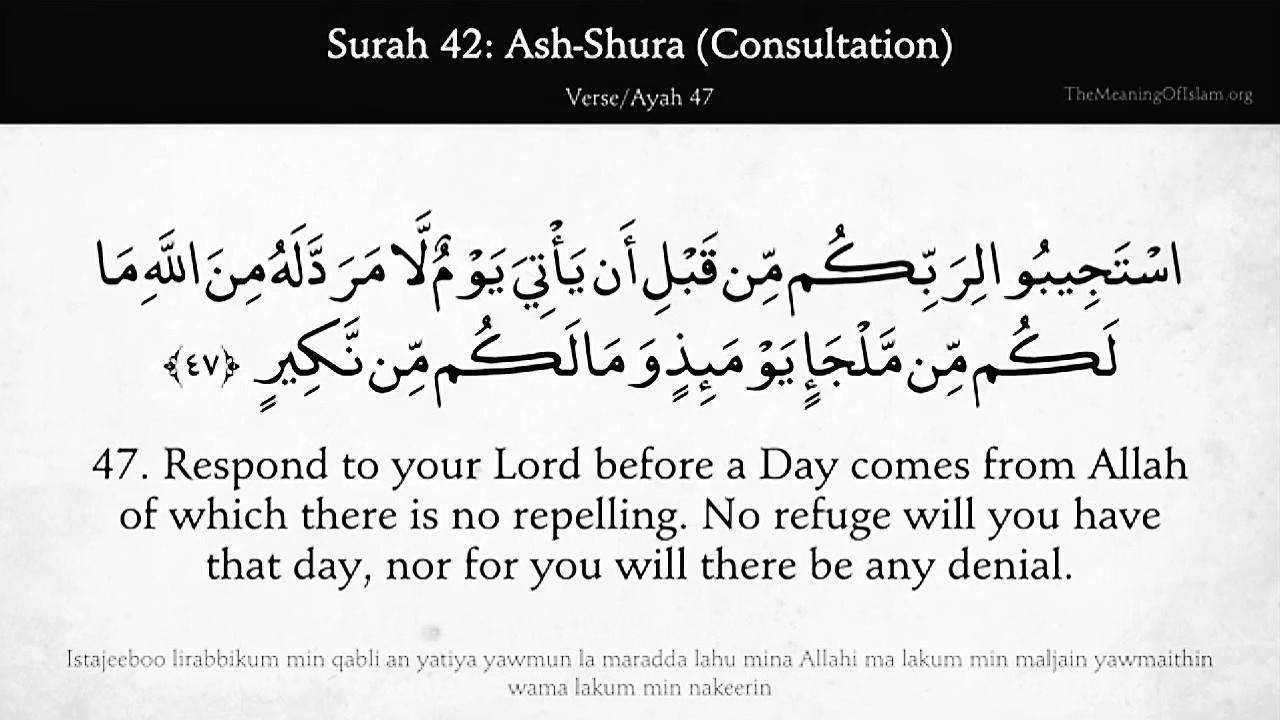 Surah 42: Ash-Shura (Consultation)
Verse/Ayah 47
TheMeaningOfIslam.org
اسْتَجِيبُوا لِرَبِّكُم مِّن قَبْلِ أَن يَأْتِيَ يَوْمٌ لَّا مَرَدَّ لَهُ مِنَ اللَّهِ مَا
لَكُم مِّن مَّلْجَإٍ يَوْمَئِذٍ وَمَا لَكُم مِّن نَّكِيرٍ ﴿٤٧﴾
47. Respond to your Lord before a Day comes from Allah
of which there is no repelling. No refuge will you have
that day, nor for you will there be any denial.
Istajeeboo lirabbikum min qabli an yatiya yawmun la maradda lahu mina Allahi ma lakum min maljain yawmaithin
wama lakum min nakeerin